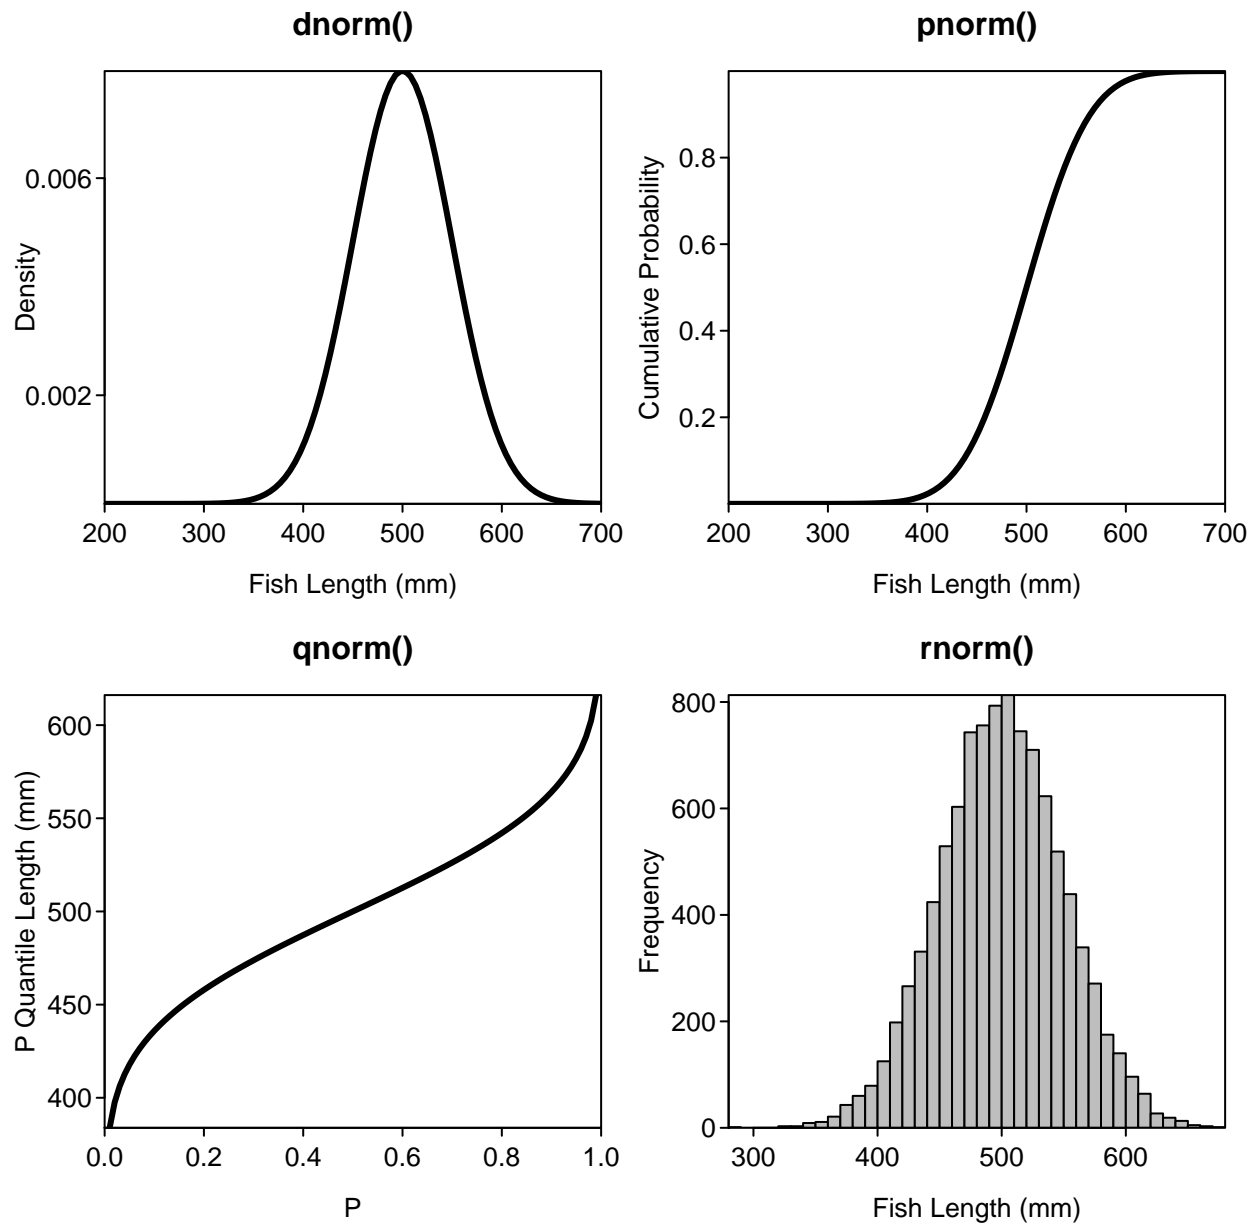 dnorm()
Density
0.006
0.002
200 300 400 500 600 700
Fish Length (mm)
pnorm()
Cumulative Probability
0.8
0.6
0.4
0.2
200 300 400 500 600 700
Fish Length (mm)
qnorm()
P Quantile Length (mm)
600
550
500
450
400
0.0 0.2 0.4 0.6 0.8 1.0
P
rnorm()
Frequency
800
600
400
200
0
300 400 500 600
Fish Length (mm)